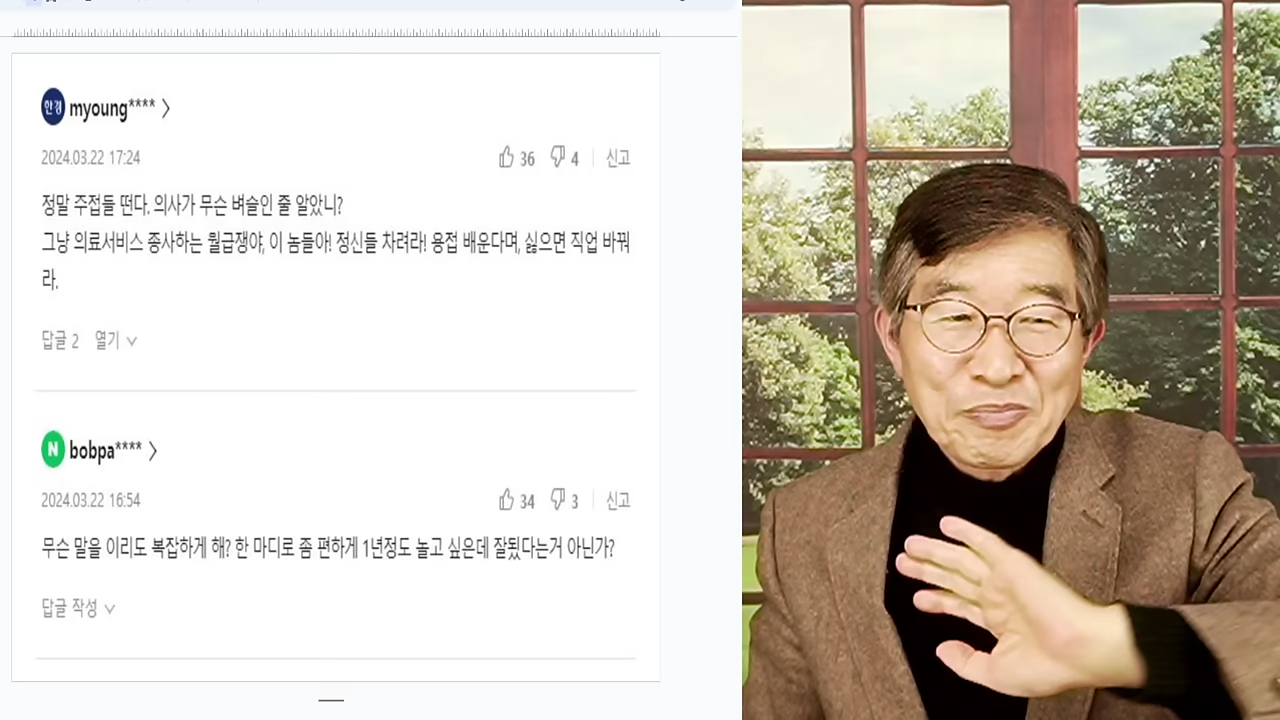 한경 myoung****
2024.03.22 17:24
36 4 신고
정말 주접들 떤다. 의사가 무슨 벼슬인 줄 알았니?
그냥 의료서비스 종사하는 월급쟁야, 이 놈들아! 정신들 차려라! 용접 배운다며, 싫으면 직업 바꿔
라.
답글 2 열기
N bobpa****
2024.03.22 16:54
34 3 신고
무슨 말을 이리도 복잡하게 해? 한 마디로 좀 편하게 1년정도 놀고 싶은데 잘됬다는거 아닌가?
답글 작성